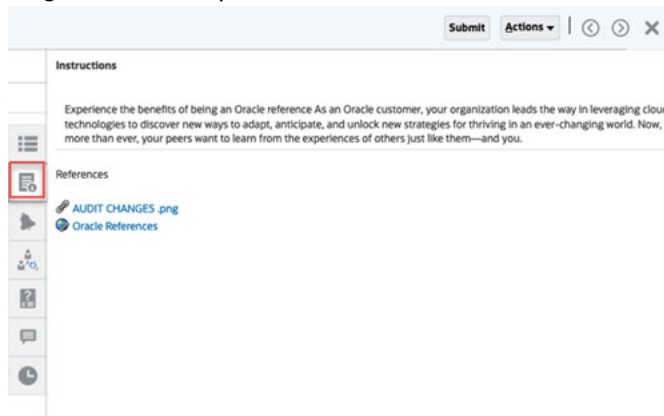 Submit Actions
Instructions
Experience the benefits of being an Oracle reference As an Oracle customer, your organization leads the way in leveraging clou
technologies to discover new ways to adapt, anticipate, and unlock new strategies for thriving in an ever-changing world. Now,
more than ever, your peers want to learn from the experiences of others just like them—and you.
References
AUDIT CHANGES .png
Oracle References